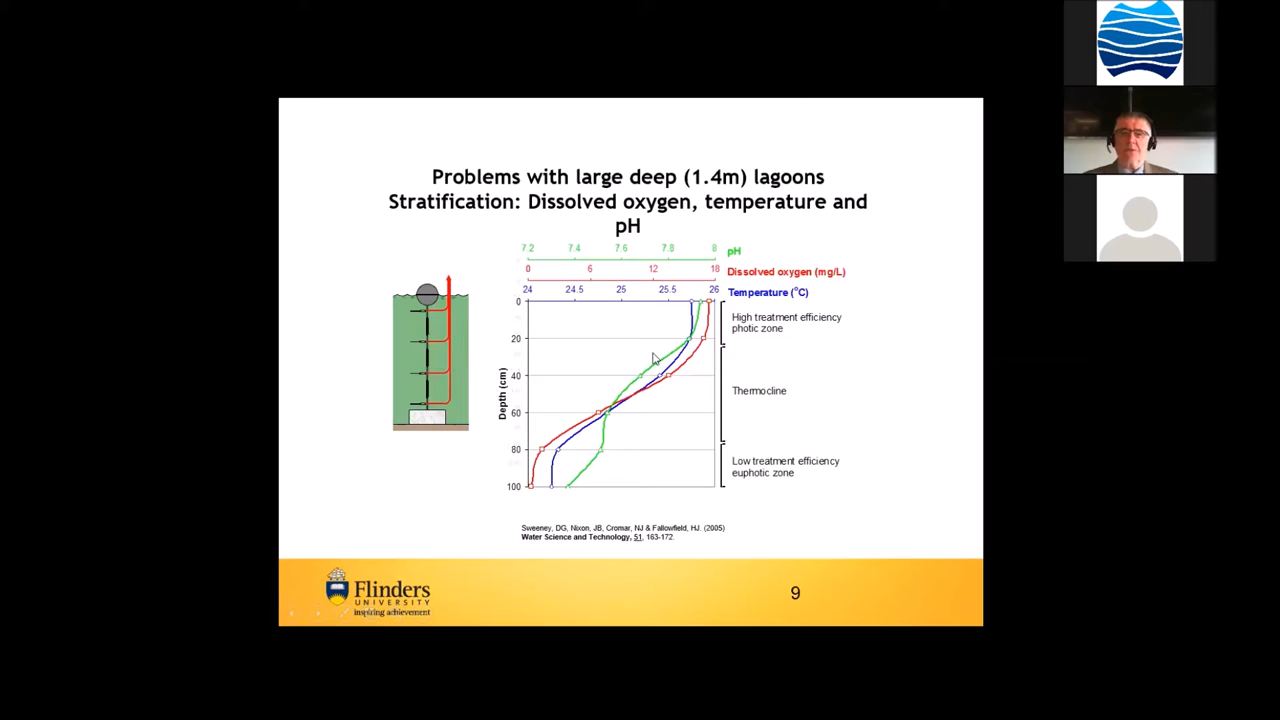 Problems with large deep (1.4m) lagoons
Stratification: Dissolved oxygen, temperature and
pH
7.2 7.4 7.6 7.8 8 pH
0 6 12 18 Dissolved oxygen (mg/L)
24 24.5 25 25.5 26 Temperature (°C)
0
20
40
60
80
100
Depth (cm)
High treatment efficiency
photic zone
Thermocline
Low treatment efficiency
euphotic zone
Sweeney, DG, Nixon, JB, Cromar, NJ & Fallowfield, HJ. (2005)
Water Science and Technology, 51, 163-172.
Flinders
UNIVERSITY
inspiring achievement
9